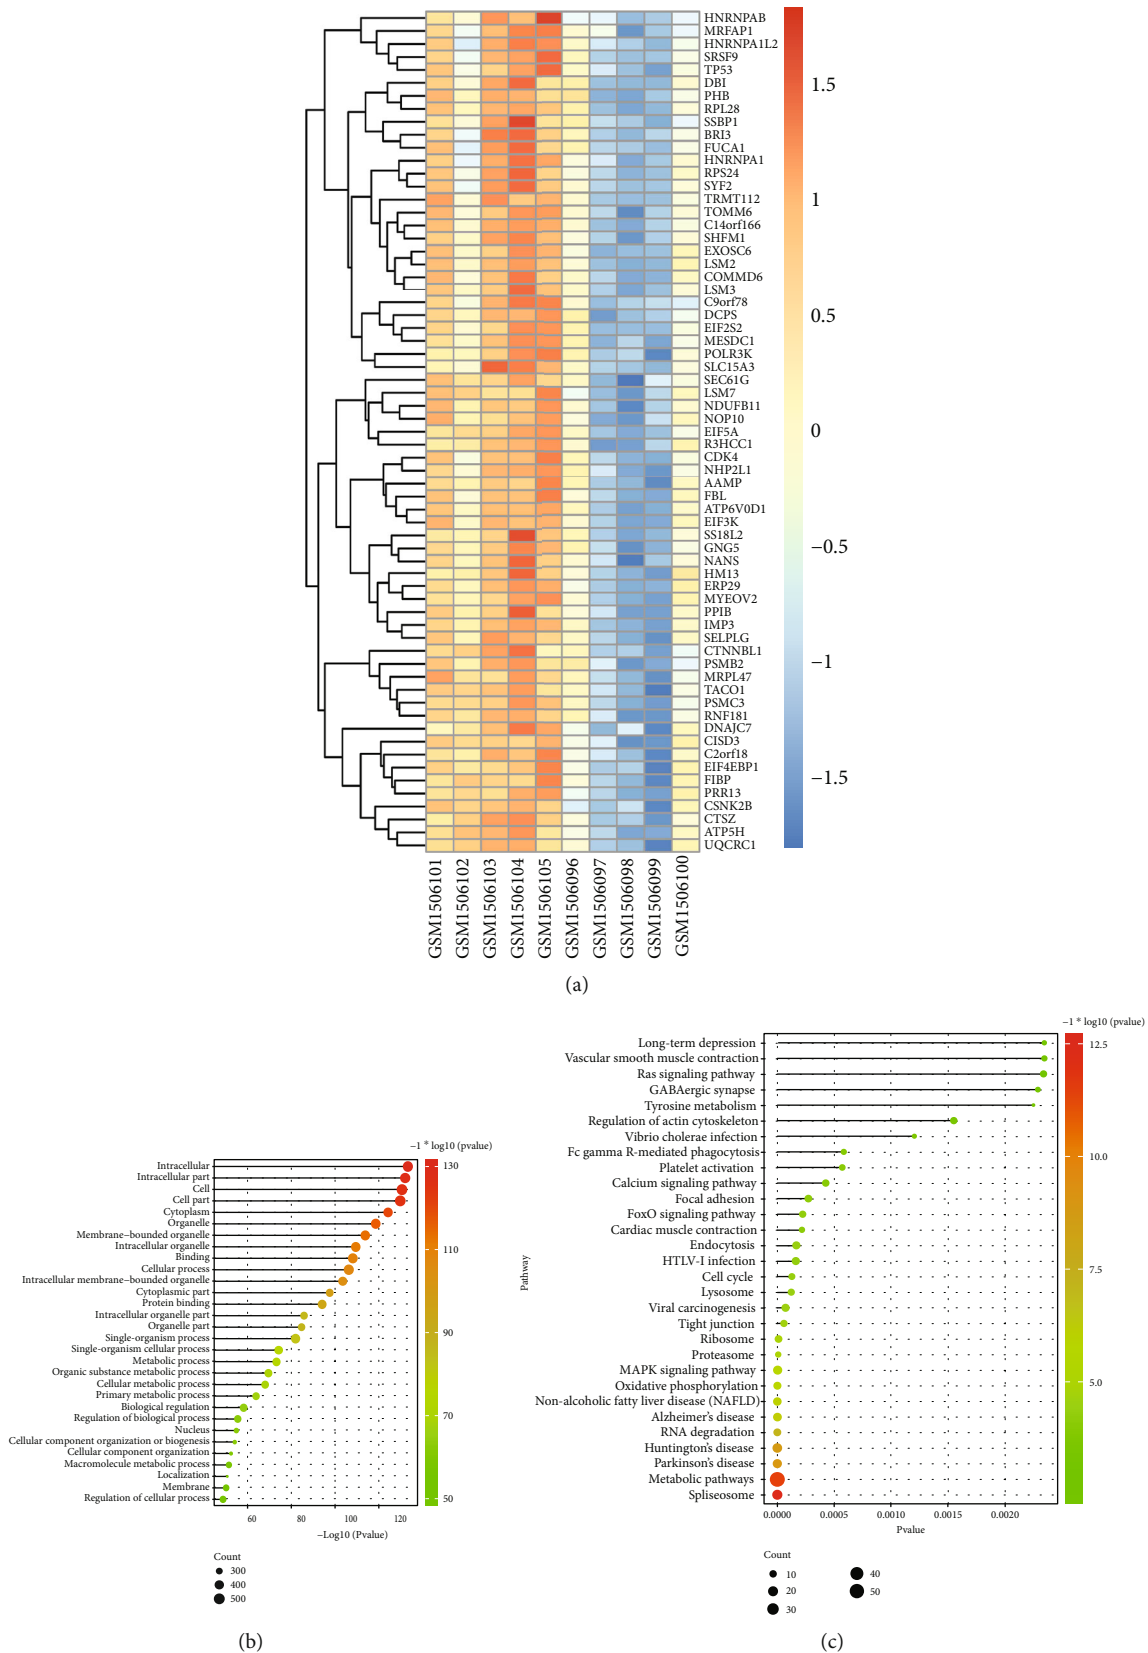 HNRNPAB
MRFAP1
HNRNPA1L2
SRSF9
TP53
DBI
PHB
RPL28
SSBP1
BRI3
FUCA1
HNRNPA1
RPS24
SYF2
TRMT112
TOMM6
C14orf166
SHFM1
EXOSC6
LSM2
COMMD6
LSM3
C9orf78
DCPS
EIF2S2
MESDC1
POLR3K
SLC15A3
SEC61G
LSM7
NDUFB11
NOP10
EIF5A
R3HCC1
CDK4
NHP2L1
AAMP
FBL
ATP6V0D1
EIF3K
SS18L2
GNG5
NANS
HM13
ERP29
MYEOV2
PPIB
IMP3
SELPLG
CTNNBL1
PSMB2
MRPL47
TACO1
PSMC3
RNF181
DNAJC7
CISD3
C2orf18
EIF4EBP1
FIBP
PRR13
CSNK2B
CTSZ
ATP5H
UQCRC1
1.5
1
0.5
0
−0.5
−1
−1.5
GSM1506101
GSM1506102
GSM1506103
GSM1506104
GSM1506105
GSM1506096
GSM1506097
GSM1506098
GSM1506099
GSM1506100
(a)
−1 * log10 (pvalue)
Intracellular
Intracellular part
Cell
Cell part
Cytoplasm
Organelle
Membrane−bounded organelle
Intracellular organelle
Binding
Cellular process
Intracellular membrane−bounded organelle
Cytoplasmic part
Protein binding
Intracellular organelle part
Organelle part
Single-organism process
Single-organism cellular process
Metabolic process
Organic substance metabolic process
Cellular metabolic process
Primary metabolic process
Biological regulation
Regulation of biological process
Nucleus
Cellular component organization or biogenesis
Cellular component organization
Macromolecule metabolic process
Localization
Membrane
Regulation of cellular process
130
110
90
70
50
60 80 100 120
−Log10 (Pvalue)
Count
300
400
500
(b)
−1 * log10 (pvalue)
Pathway
Long-term depression
Vascular smooth muscle contraction
Ras signaling pathway
GABAergic synapse
Tyrosine metabolism
Regulation of actin cytoskeleton
Vibrio cholerae infection
Fc gamma R-mediated phagocytosis
Platelet activation
Calcium signaling pathway
Focal adhesion
FoxO signaling pathway
Cardiac muscle contraction
Endocytosis
HTLV-I infection
Cell cycle
Lysosome
Viral carcinogenesis
Tight junction
Ribosome
Proteasome
MAPK signaling pathway
Oxidative phosphorylation
Non-alcoholic fatty liver disease (NAFLD)
Alzheimer's disease
RNA degradation
Huntington's disease
Parkinson's disease
Metabolic pathways
Spliseosome
12.5
10.0
7.5
5.0
0.0000 0.0005 0.0010 0.0015 0.0020
Pvalue
Count
10 40
20 50
30
(c)